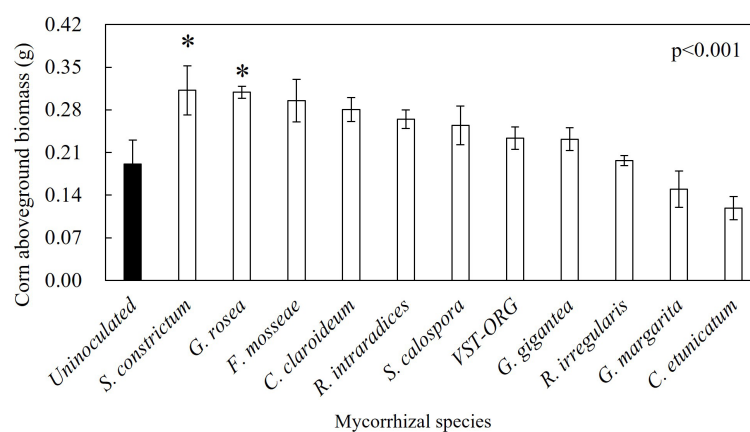 0.42
0.35
0.28
0.21
0.14
0.07
0.00
Corn aboveground biomass (g)
p<0.001
*
*
Uninoculated
S. constrictum
G. rosea
F. mosseae
C. claroideum
R. intraradices
S. calospora
VST-ORG
G. gigantea
R. irregularis
G. margarita
C. etunicatum
Mycorrhizal species